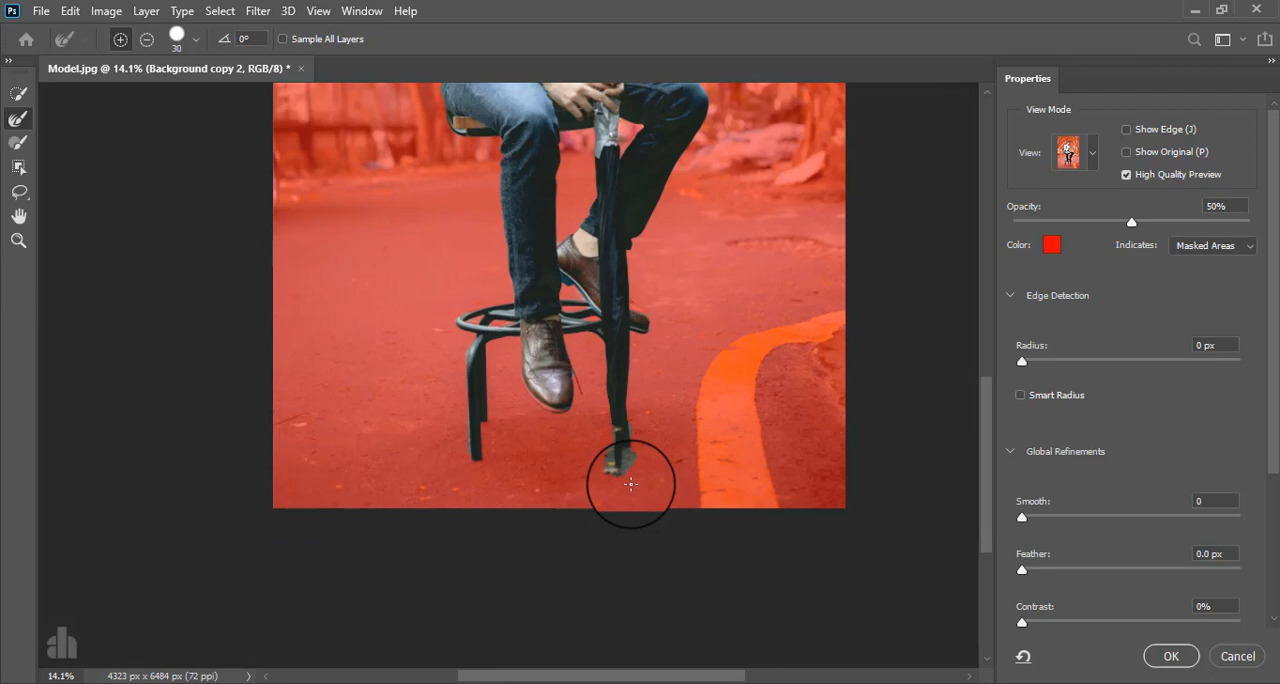 Ps File Edit Image Layer Type Select Filter 3D View Window Help
30 0° Sample All Layers
Model.jpg @ 14.1% (Background copy 2, RGB/8) * ×
Properties
View Mode
Show Edge (J)
View: Show Original (P)
High Quality Preview
Opacity: 50%
Color: Indicates: Masked Areas
Edge Detection
Radius: 0 px
Smart Radius
Global Refinements
Smooth: 0
Feather: 0.0 px
Contrast: 0%
ah
OK Cancel
14.1% 4323 px x 6484 px (72 ppi)